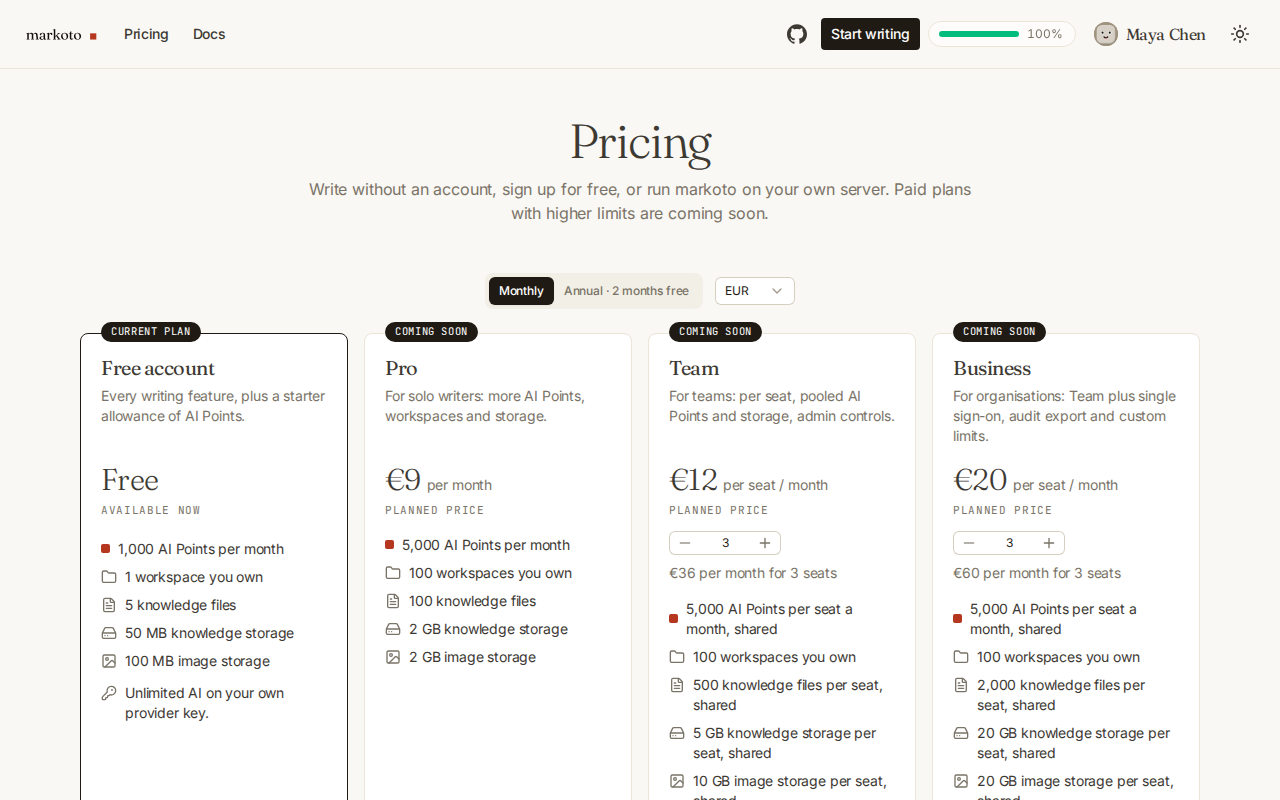 markoto
Pricing
Docs
Start writing
100%
Maya Chen
Pricing
Write without an account, sign up for free, or run markoto on your own server. Paid plans
with higher limits are coming soon.
Monthly
Annual · 2 months free
EUR
CURRENT PLAN
Free account
Every writing feature, plus a starter
allowance of AI Points.
Free
AVAILABLE NOW
1,000 AI Points per month
1 workspace you own
5 knowledge files
50 MB knowledge storage
100 MB image storage
Unlimited AI on your own
provider key.
COMING SOON
Pro
For solo writers: more AI Points,
workspaces and storage.
€9 per month
PLANNED PRICE
5,000 AI Points per month
100 workspaces you own
100 knowledge files
2 GB knowledge storage
2 GB image storage
COMING SOON
Team
For teams: per seat, pooled AI
Points and storage, admin controls.
€12 per seat / month
PLANNED PRICE
3
€36 per month for 3 seats
5,000 AI Points per seat a
month, shared
100 workspaces you own
500 knowledge files per seat,
shared
5 GB knowledge storage per
seat, shared
10 GB image storage per seat,
shared
COMING SOON
Business
For organisations: Team plus single
sign-on, audit export and custom
limits.
€20 per seat / month
PLANNED PRICE
3
€60 per month for 3 seats
5,000 AI Points per seat a
month, shared
100 workspaces you own
2,000 knowledge files per
seat, shared
20 GB knowledge storage per
seat, shared
20 GB image storage per seat,
shared